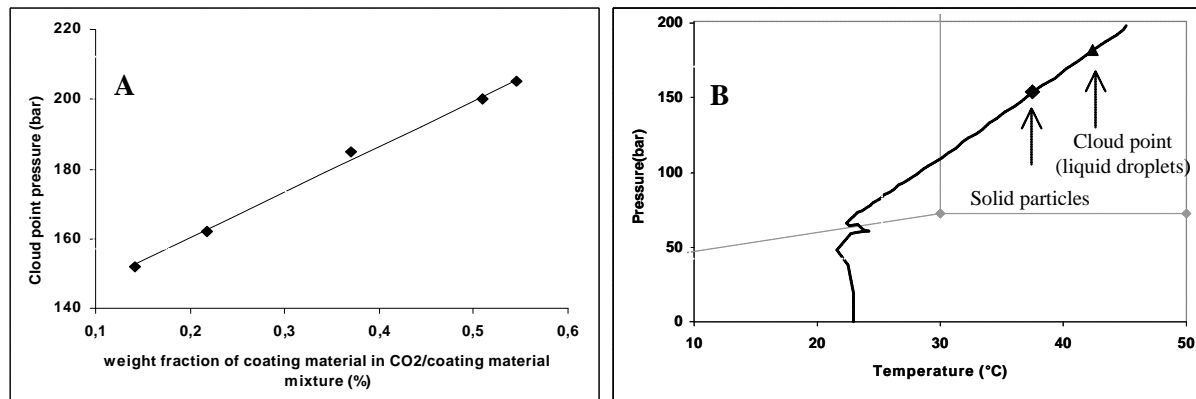 220
200
180
160
140
0,1
0,2
0,3
0,4
0,5
0,6
Cloud point pressure (bar)
A
weight fraction of coating material in CO2/coating material
mixture (%)
200
150
100
50
0
10
20
30
40
50
Pressure(bar)
B
Cloud point
(liquid droplets)
Solid particles
Temperature (°C)